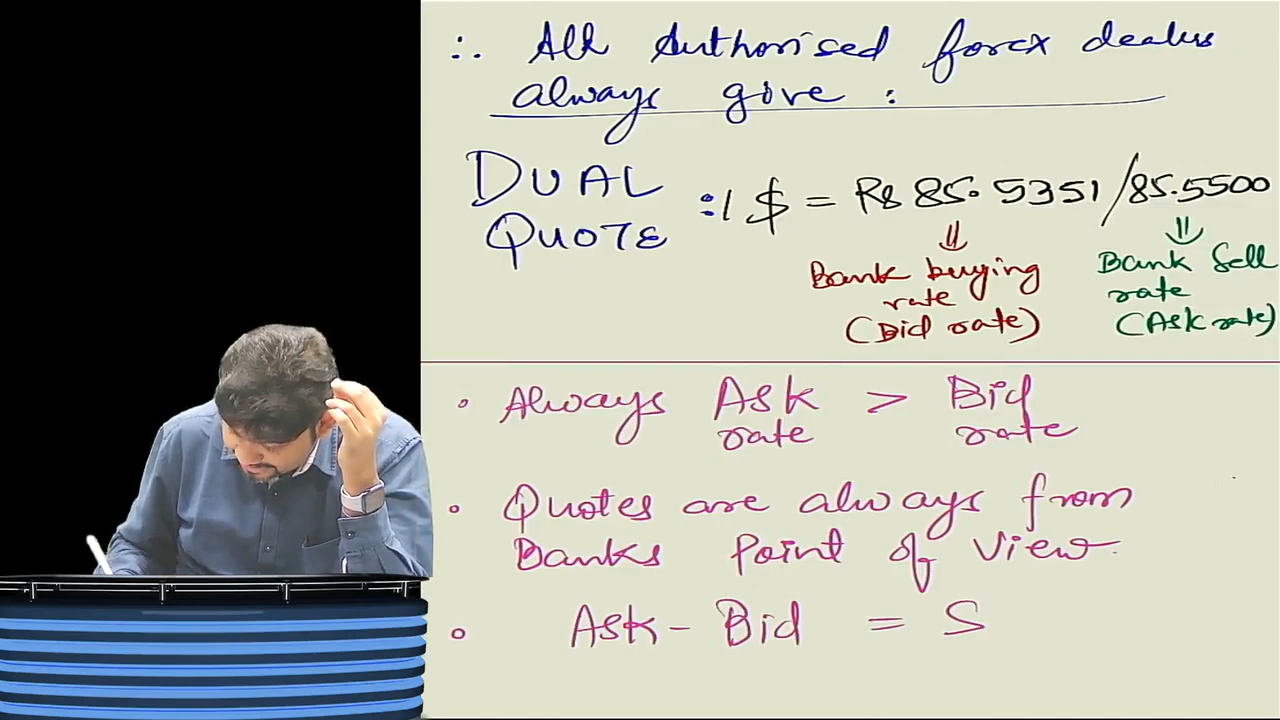 ∴ All Authorised forex dealers
always give :
DUAL QUOTE : 1 $ = Rs 85.5351 / 85.5500
⇓ ⇓
Bank buying rate (Bid rate)
Bank Sell rate (Ask rate)
• Always Ask rate > Bid rate
• Quotes are always from
Banks Point of View.
• Ask - Bid = S